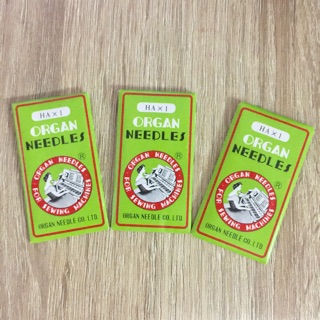 HA×1
ORGAN
NEEDLES
ORGAN NEEDLES
FOR SEWING MACHINES
®
ORGAN NEEDLE CO. LTD.
HA×1
ORGAN
NEEDLES
ORGAN NEEDLES
FOR SEWING MACHINES
®
ORGAN NEEDLE CO. LTD.
HA×1
ORGAN
NEEDLES
ORGAN NEEDLES
FOR SEWING MACHINES
®
ORGAN NEEDLE CO. LTD.